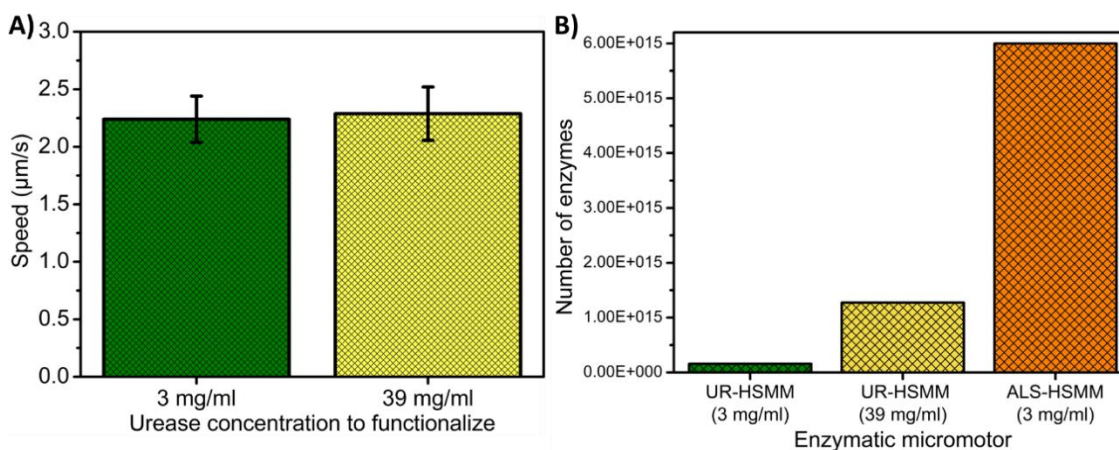 A)
3.0
2.5
2.0
1.5
1.0
0.5
0.0
Speed (μm/s)
3 mg/ml
39 mg/ml
Urease concentration to functionalize
B)
6.00E+015
5.00E+015
4.00E+015
3.00E+015
2.00E+015
1.00E+015
0.00E+000
Number of enzymes
UR-HSMM
(3 mg/ml)
UR-HSMM
(39 mg/ml)
ALS-HSMM
(3 mg/ml)
Enzymatic micromotor